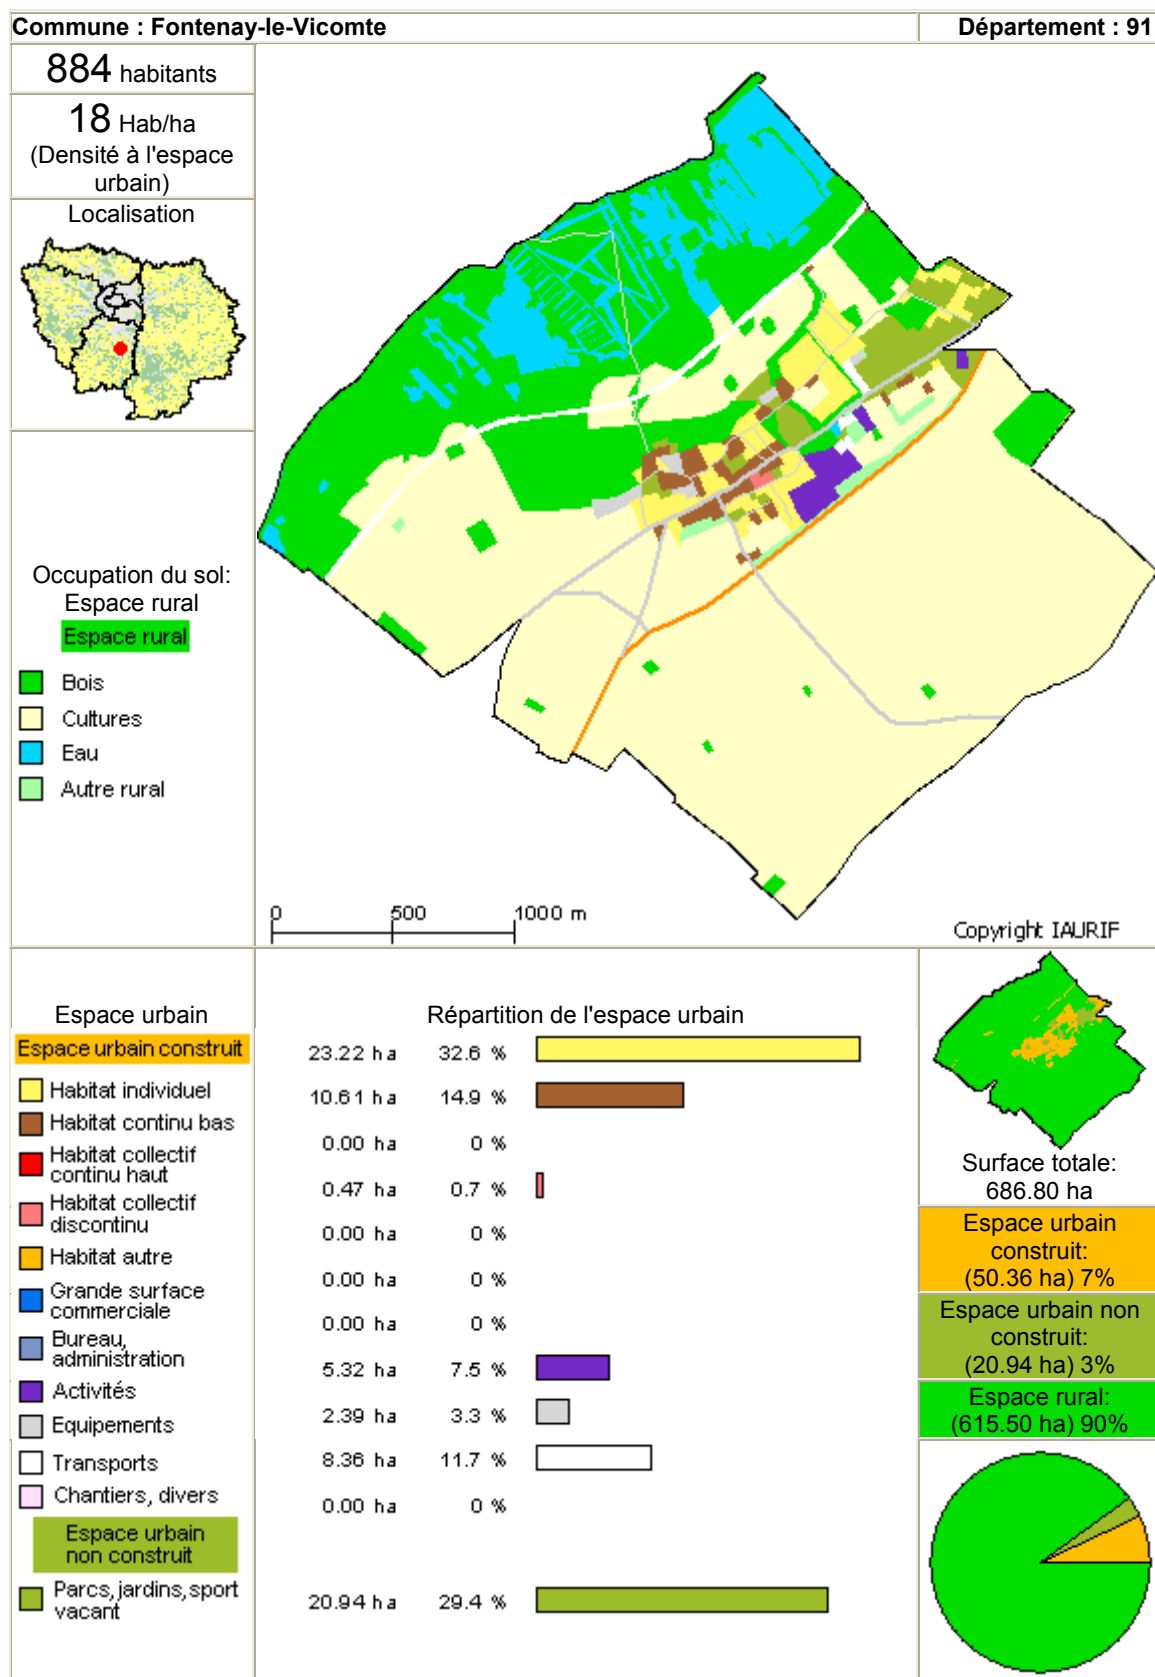 Commune : Fontenay-le-Vicomte
Département : 91
884 habitants
18 Hab/ha
(Densité à l'espace
urbain)
Localisation
Occupation du sol:
Espace rural
Espace rural
Bois
Cultures
Eau
Autre rural
0 500 1000 m
Copyright IAURIF
Espace urbain
Espace urbain construit
Habitat individuel
Habitat continu bas
Habitat collectif
continu haut
Habitat collectif
discontinu
Habitat autre
Grande surface
commerciale
Bureau,
administration
Activités
Equipements
Transports
Chantiers, divers
Espace urbain
non construit
Parcs, jardins, sport
vacant
Répartition de l'espace urbain
23.22 ha 32.6 %
10.61 ha 14.9 %
0.00 ha 0 %
0.47 ha 0.7 %
0.00 ha 0 %
0.00 ha 0 %
0.00 ha 0 %
5.32 ha 7.5 %
2.39 ha 3.3 %
8.36 ha 11.7 %
0.00 ha 0 %
20.94 ha 29.4 %
Surface totale:
686.80 ha
Espace urbain
construit:
(50.36 ha) 7%
Espace urbain non
construit:
(20.94 ha) 3%
Espace rural:
(615.50 ha) 90%